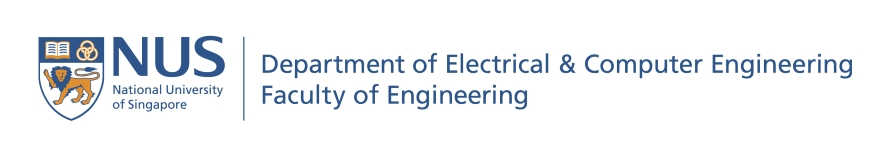 NUS
National University
of Singapore
Department of Electrical & Computer Engineering
Faculty of Engineering